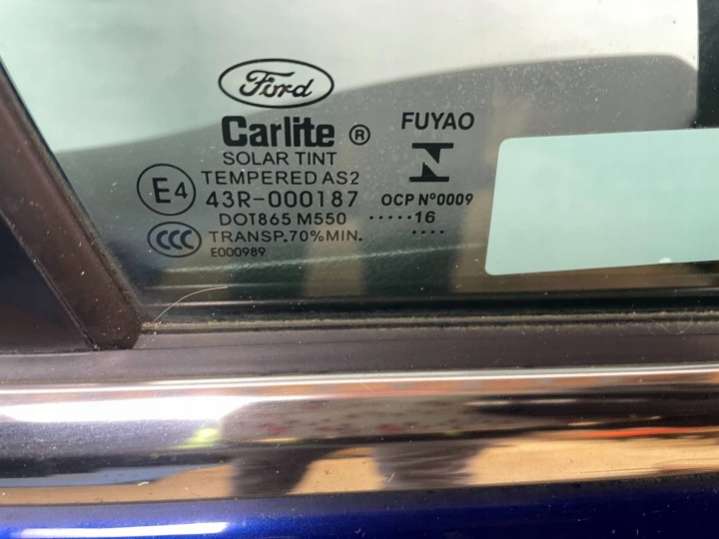 Ford
Carlite ®
SOLAR TINT
TEMPERED AS2
E4
43R-000187
DOT865 M550
CCC
TRANSP.70%MIN.
E000989
FUYAO
N
OCP Nº0009
·····16
····